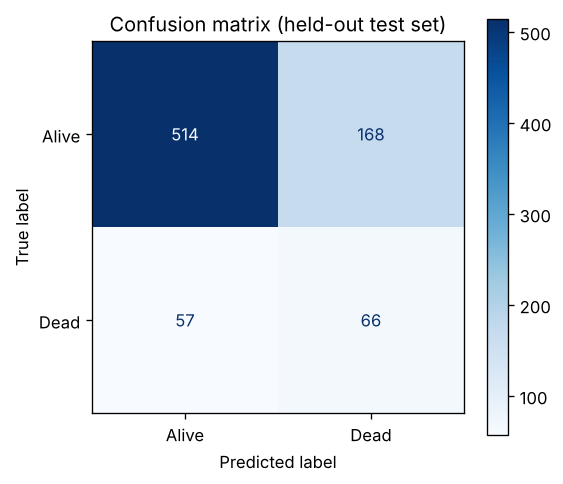 Confusion matrix (held-out test set)
True label
Alive
514
168
Dead
57
66
Alive
Dead
Predicted label
500
400
300
200
100